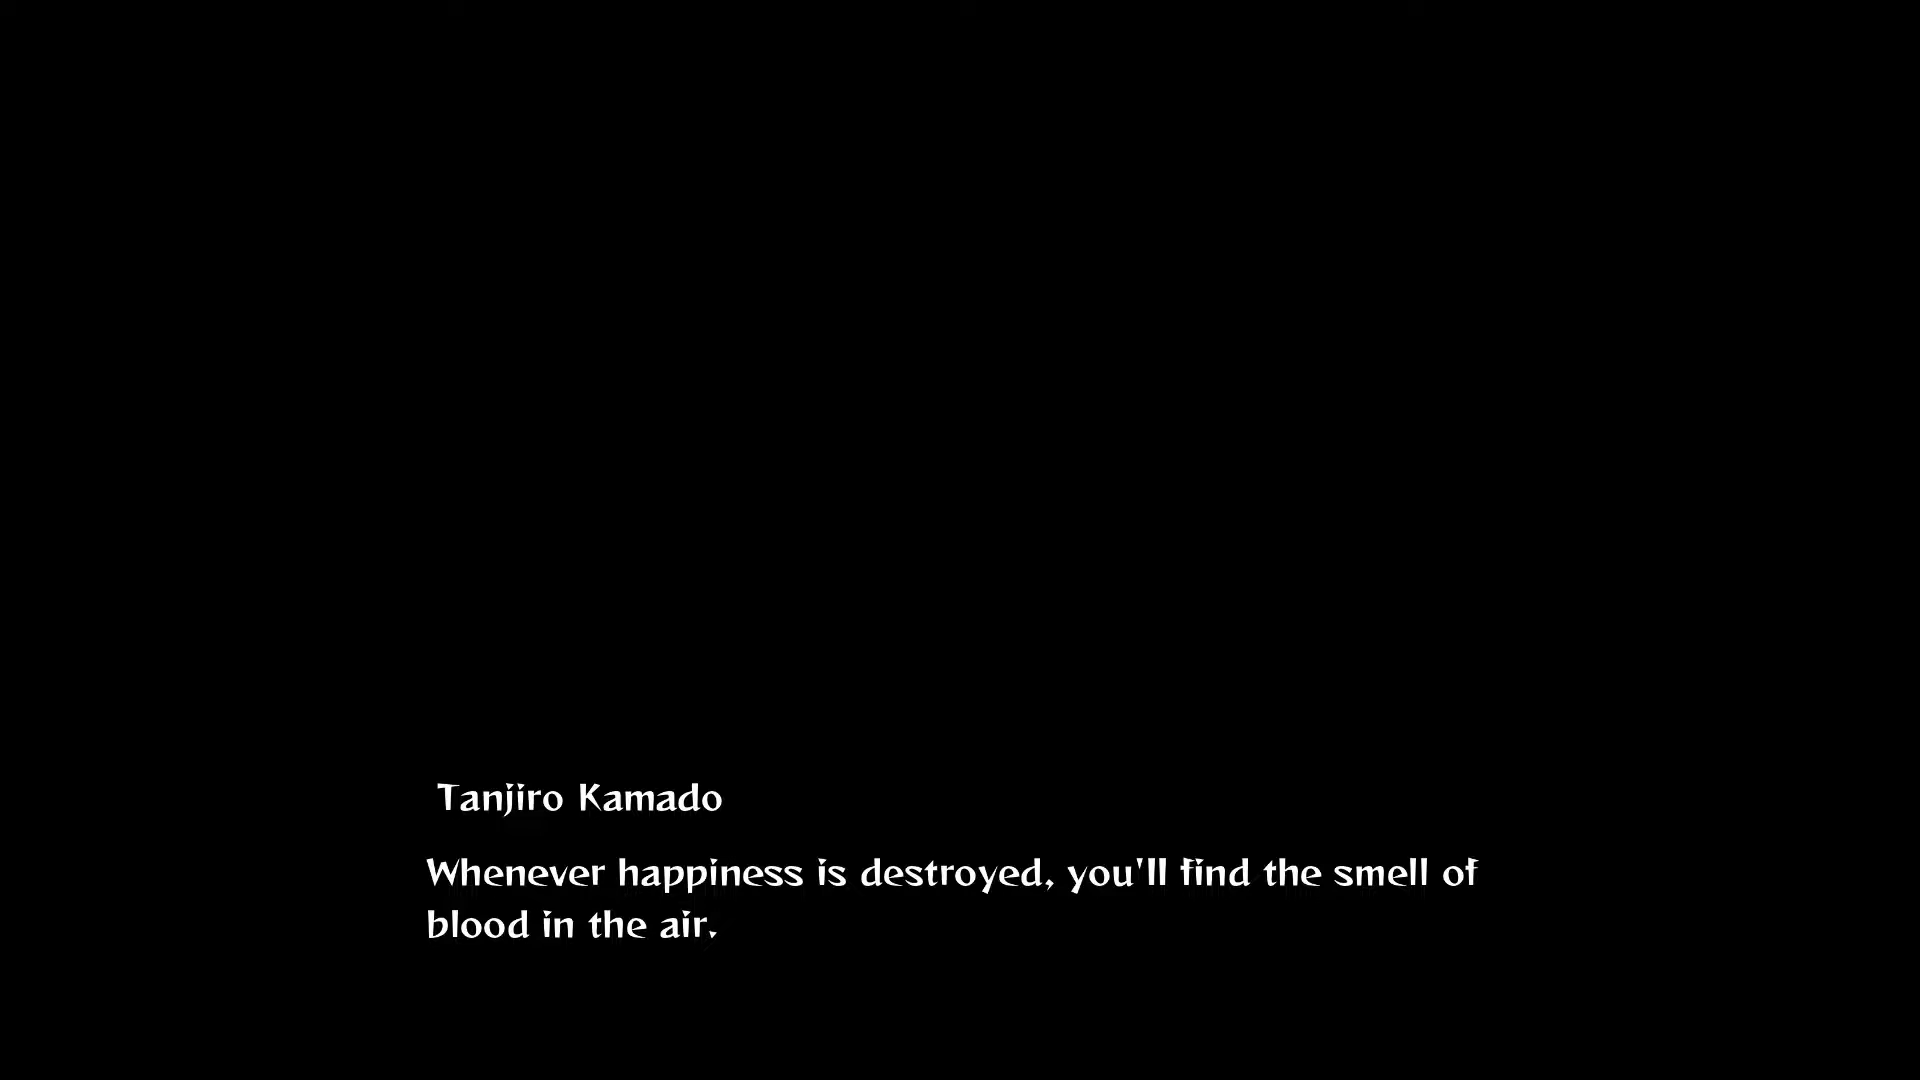 Tanjiro Kamado
Whenever happiness is destroyed, you'll find the smell of
blood in the air.